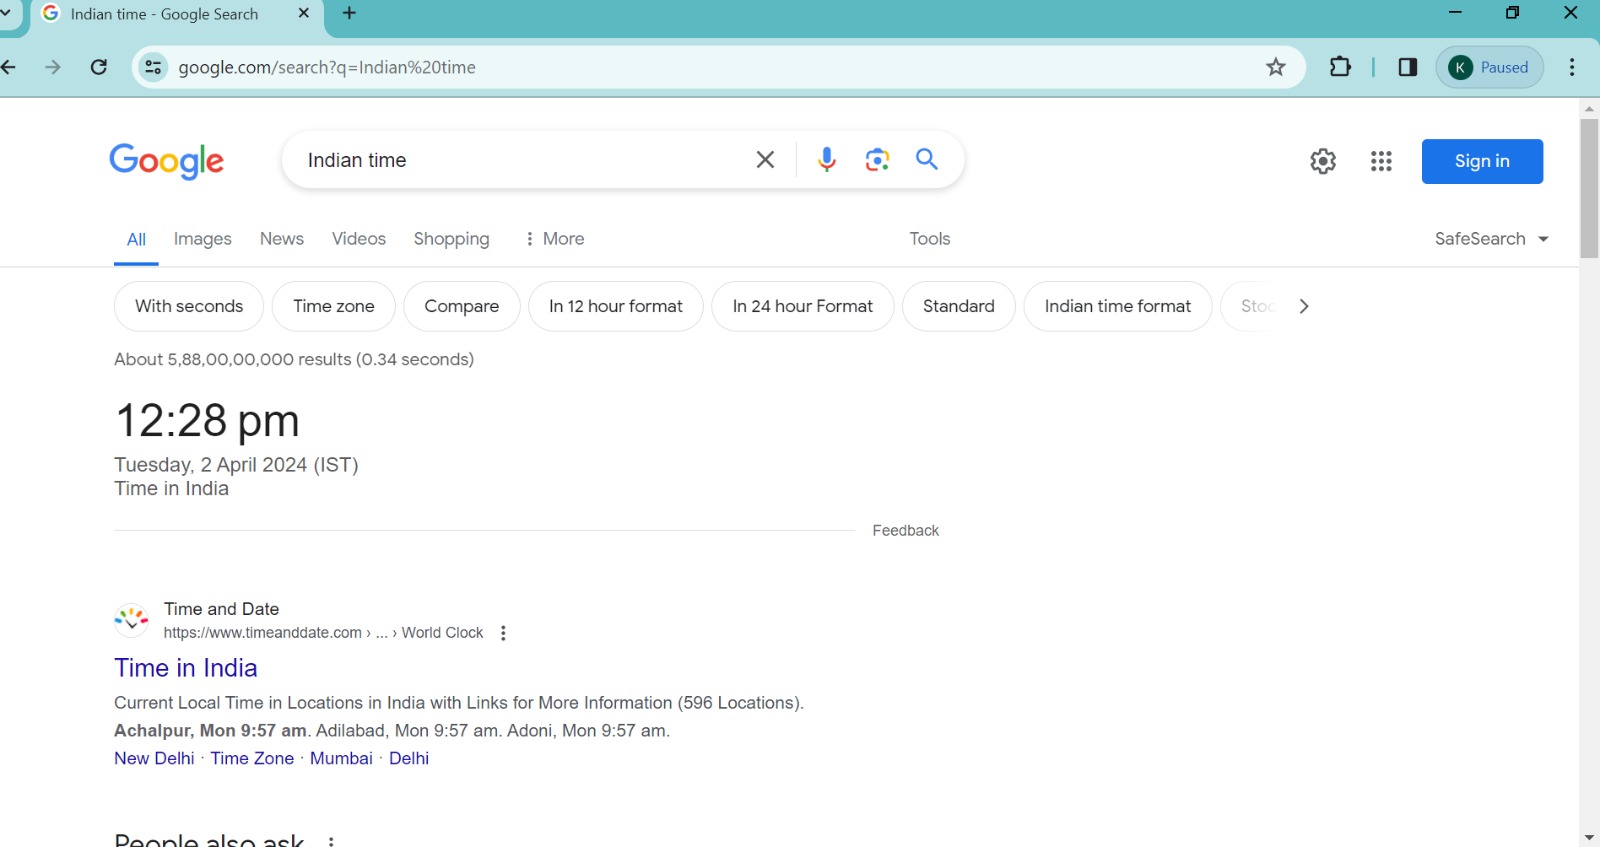 Indian time - Google Search
google.com/search?q=Indian%20time
K Paused
Google
Indian time
Sign in
All Images News Videos Shopping More Tools SafeSearch
With seconds Time zone Compare In 12 hour format In 24 hour Format Standard Indian time format
About 5,88,00,00,000 results (0.34 seconds)
12:28 pm
Tuesday, 2 April 2024 (IST)
Time in India
Feedback
Time and Date
https://www.timeanddate.com › ... › World Clock
Time in India
Current Local Time in Locations in India with Links for More Information (596 Locations).
Achalpur, Mon 9:57 am. Adilabad, Mon 9:57 am. Adoni, Mon 9:57 am.
New Delhi · Time Zone · Mumbai · Delhi
People also ask